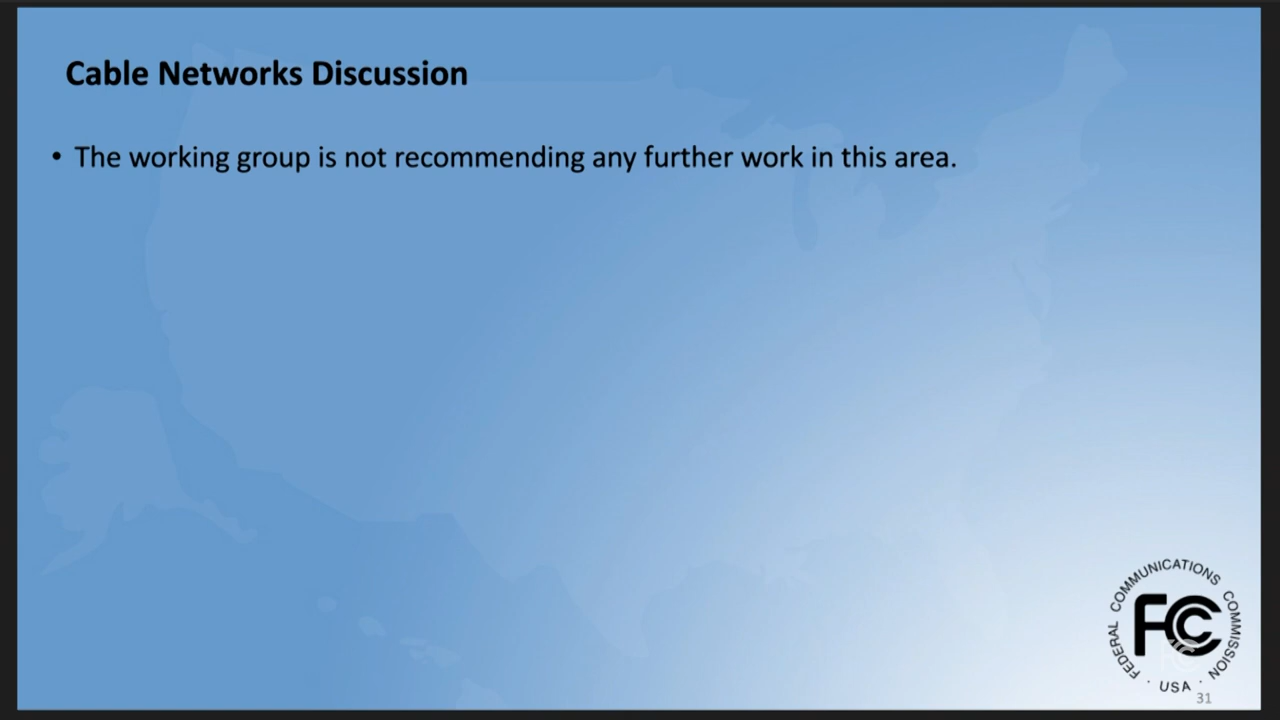 Cable Networks Discussion
• The working group is not recommending any further work in this area.
FEDERAL COMMUNICATIONS COMMISSION
FCC
· USA ·
31